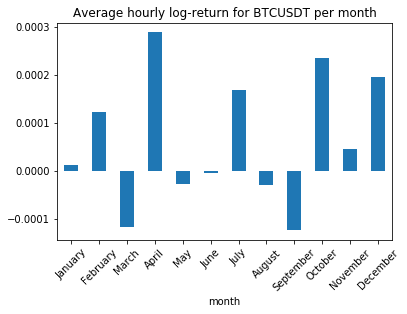 Average hourly log-return for BTCUSDT per month
0.0003
0.0002
0.0001
0.0000
−0.0001
January
February
March
April
May
June
July
August
September
October
November
December
month